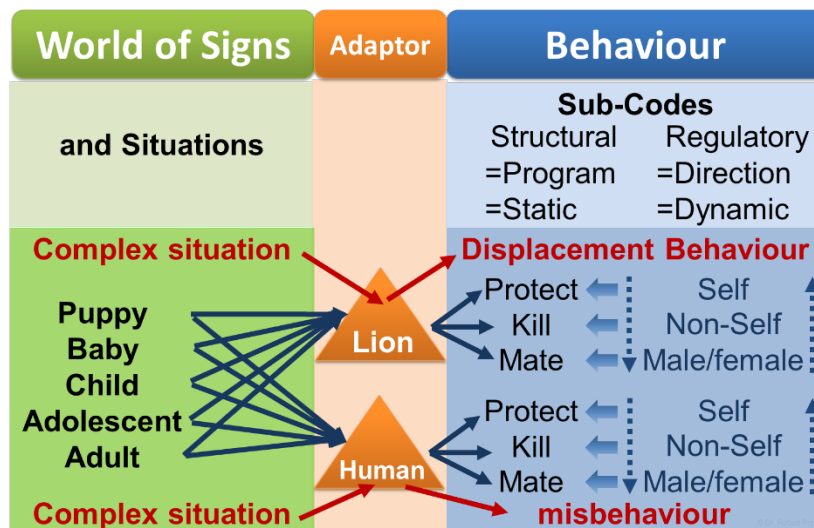 World of Signs
Adaptor
Behaviour
and Situations
Sub-Codes
Structural Regulatory
=Program =Direction
=Static =Dynamic
Complex situation
Displacement Behaviour
Puppy
Baby
Child
Adolescent
Adult
Lion
Protect Self
Kill Non-Self
Mate Male/female
Human
Protect Self
Kill Non-Self
Mate Male/female
Complex situation
misbehaviour